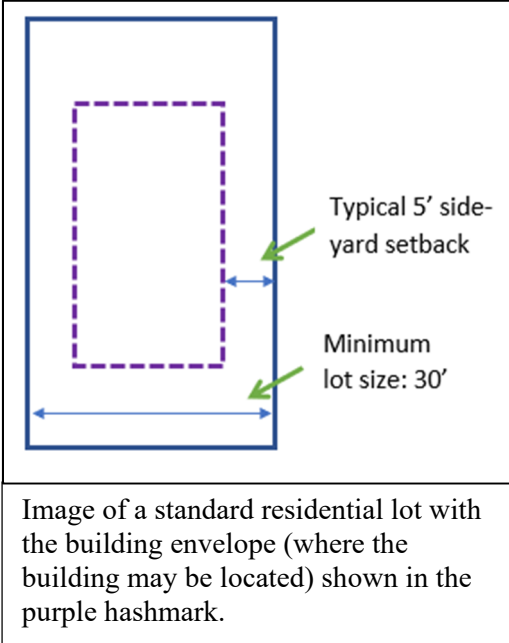 Typical 5’ side-
yard setback
Minimum
lot size: 30’
Image of a standard residential lot with
the building envelope (where the
building may be located) shown in the
purple hashmark.